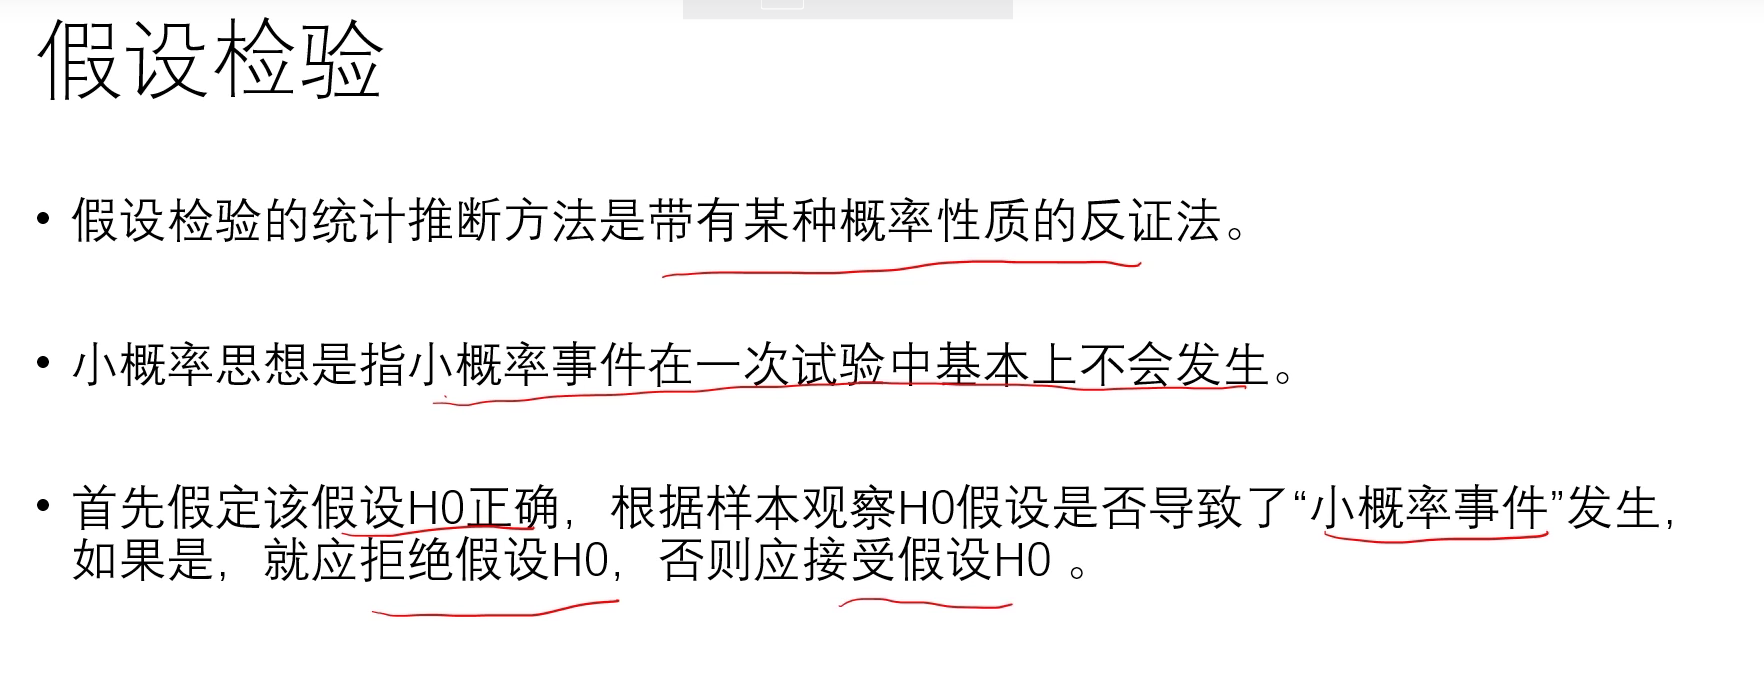 假设检验
• 假设检验的统计推断方法是带有某种概率性质的反证法。
• 小概率思想是指小概率事件在一次试验中基本上不会发生。
• 首先假定该假设H0正确，根据样本观察H0假设是否导致了“小概率事件”发生，
如果是，就应拒绝假设H0，否则应接受假设H0 。